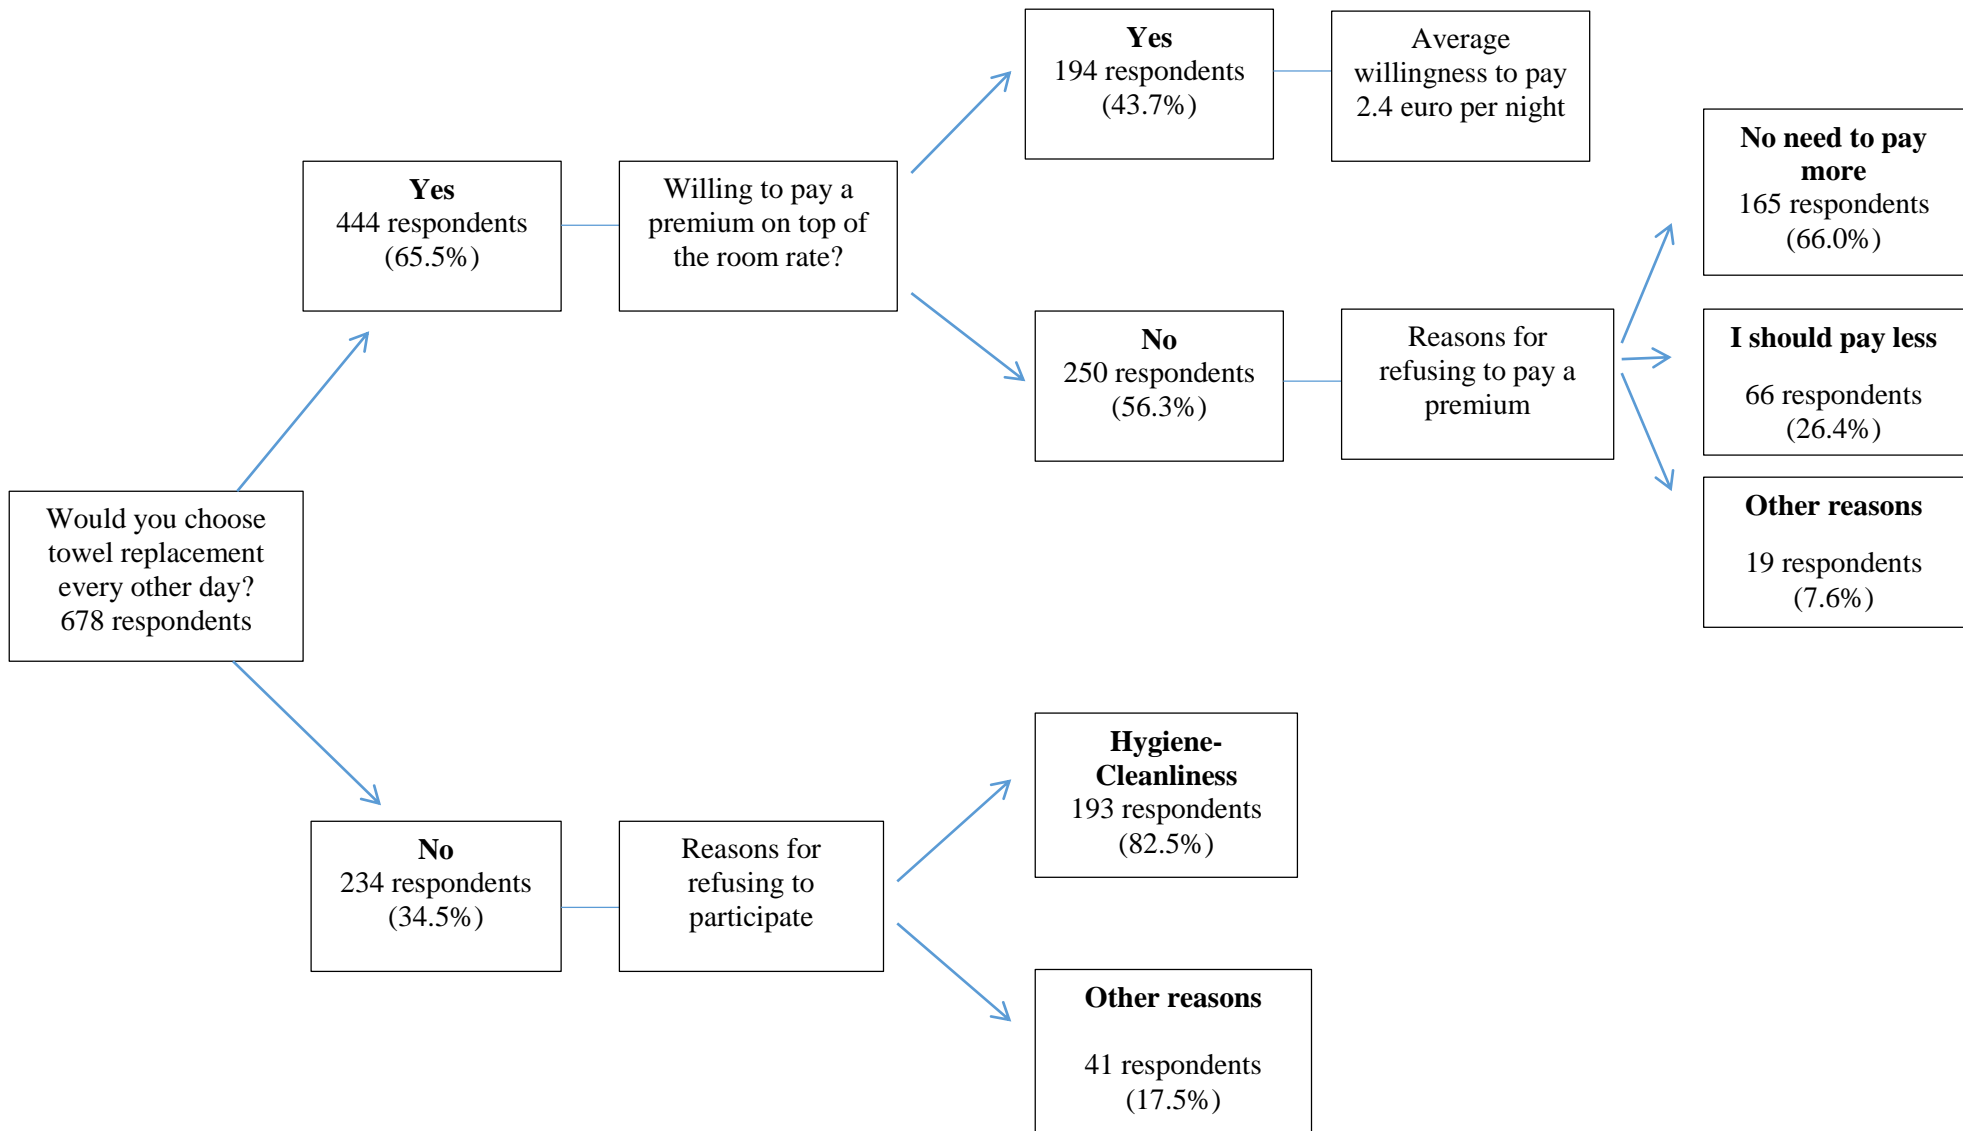 Would you choose
towel replacement
every other day?
678 respondents
Yes
444 respondents
(65.5%)
Willing to pay a
premium on top of
the room rate?
Yes
194 respondents
(43.7%)
Average
willingness to pay
2.4 euro per night
No
250 respondents
(56.3%)
Reasons for
refusing to pay a
premium
No need to pay
more
165 respondents
(66.0%)
I should pay less
66 respondents
(26.4%)
Other reasons
19 respondents
(7.6%)
No
234 respondents
(34.5%)
Reasons for
refusing to
participate
Hygiene-
Cleanliness
193 respondents
(82.5%)
Other reasons
41 respondents
(17.5%)